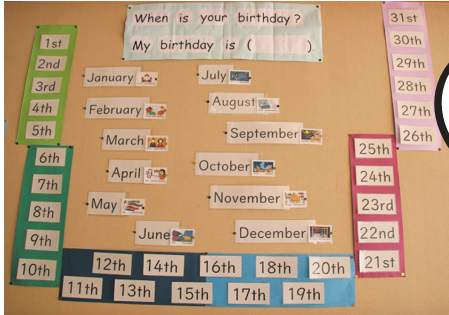 When is your birthday?
My birthday is (          ).
1st
2nd
3rd
4th
5th
6th
7th
8th
9th
10th
January
February
March
April
May
June
July
August
September
October
November
December
11th
12th
13th
14th
15th
16th
17th
18th
19th
20th
21st
22nd
23rd
24th
25th
26th
27th
28th
29th
30th
31st